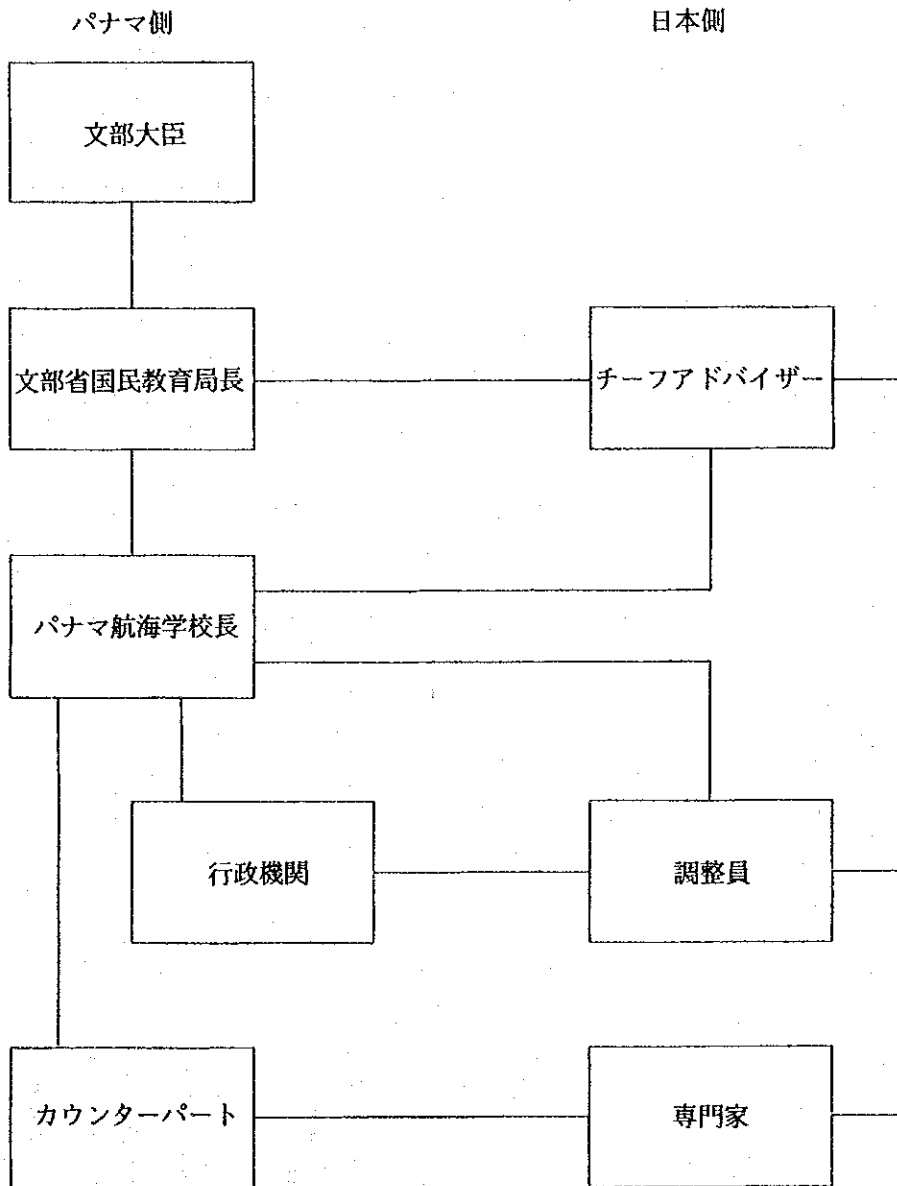 パナマ側
日本側
文部大臣
文部省国民教育局長
チーフアドバイザー
パナマ航海学校長
行政機関
調整員
カウンターパート
専門家